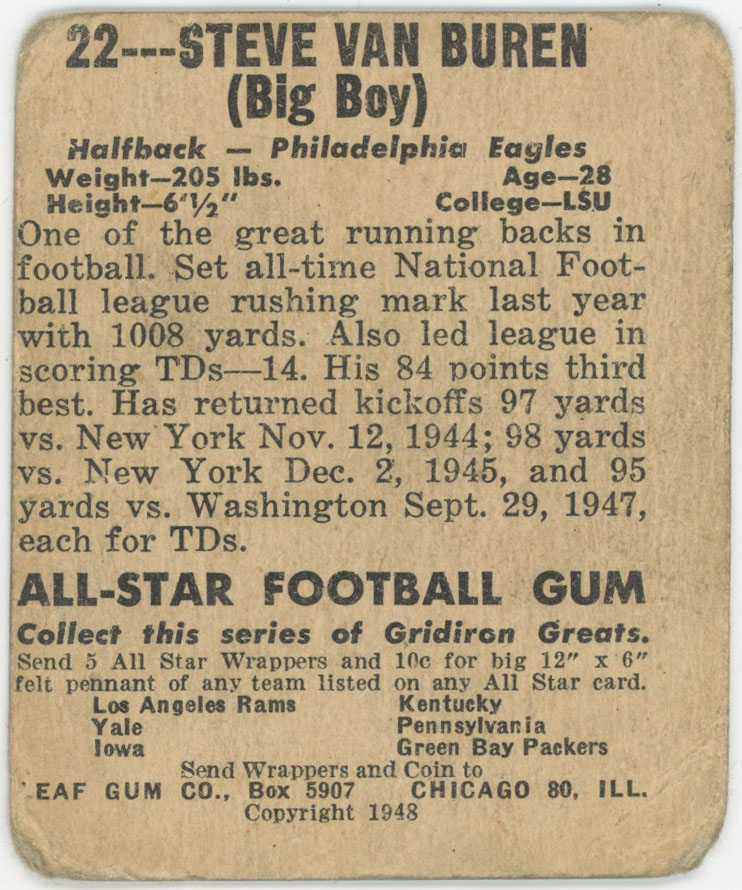 22---STEVE VAN BUREN
(Big Boy)
Halfback — Philadelphia Eagles
Weight—205 lbs. Age—28
Height—6'½" College—LSU
One of the great running backs in
football. Set all-time National Foot-
ball league rushing mark last year
with 1008 yards. Also led league in
scoring TDs—14. His 84 points third
best. Has returned kickoffs 97 yards
vs. New York Nov. 12, 1944; 98 yards
vs. New York Dec. 2, 1945, and 95
yards vs. Washington Sept. 29, 1947,
each for TDs.
ALL-STAR FOOTBALL GUM
Collect this series of Gridiron Greats.
Send 5 All Star Wrappers and 10c for big 12" x 6"
felt pennant of any team listed on any All Star card.
Los Angeles Rams Kentucky
Yale Pennsylvania
Iowa Green Bay Packers
Send Wrappers and Coin to
LEAF GUM CO., Box 5907 CHICAGO 80, ILL.
Copyright 1948